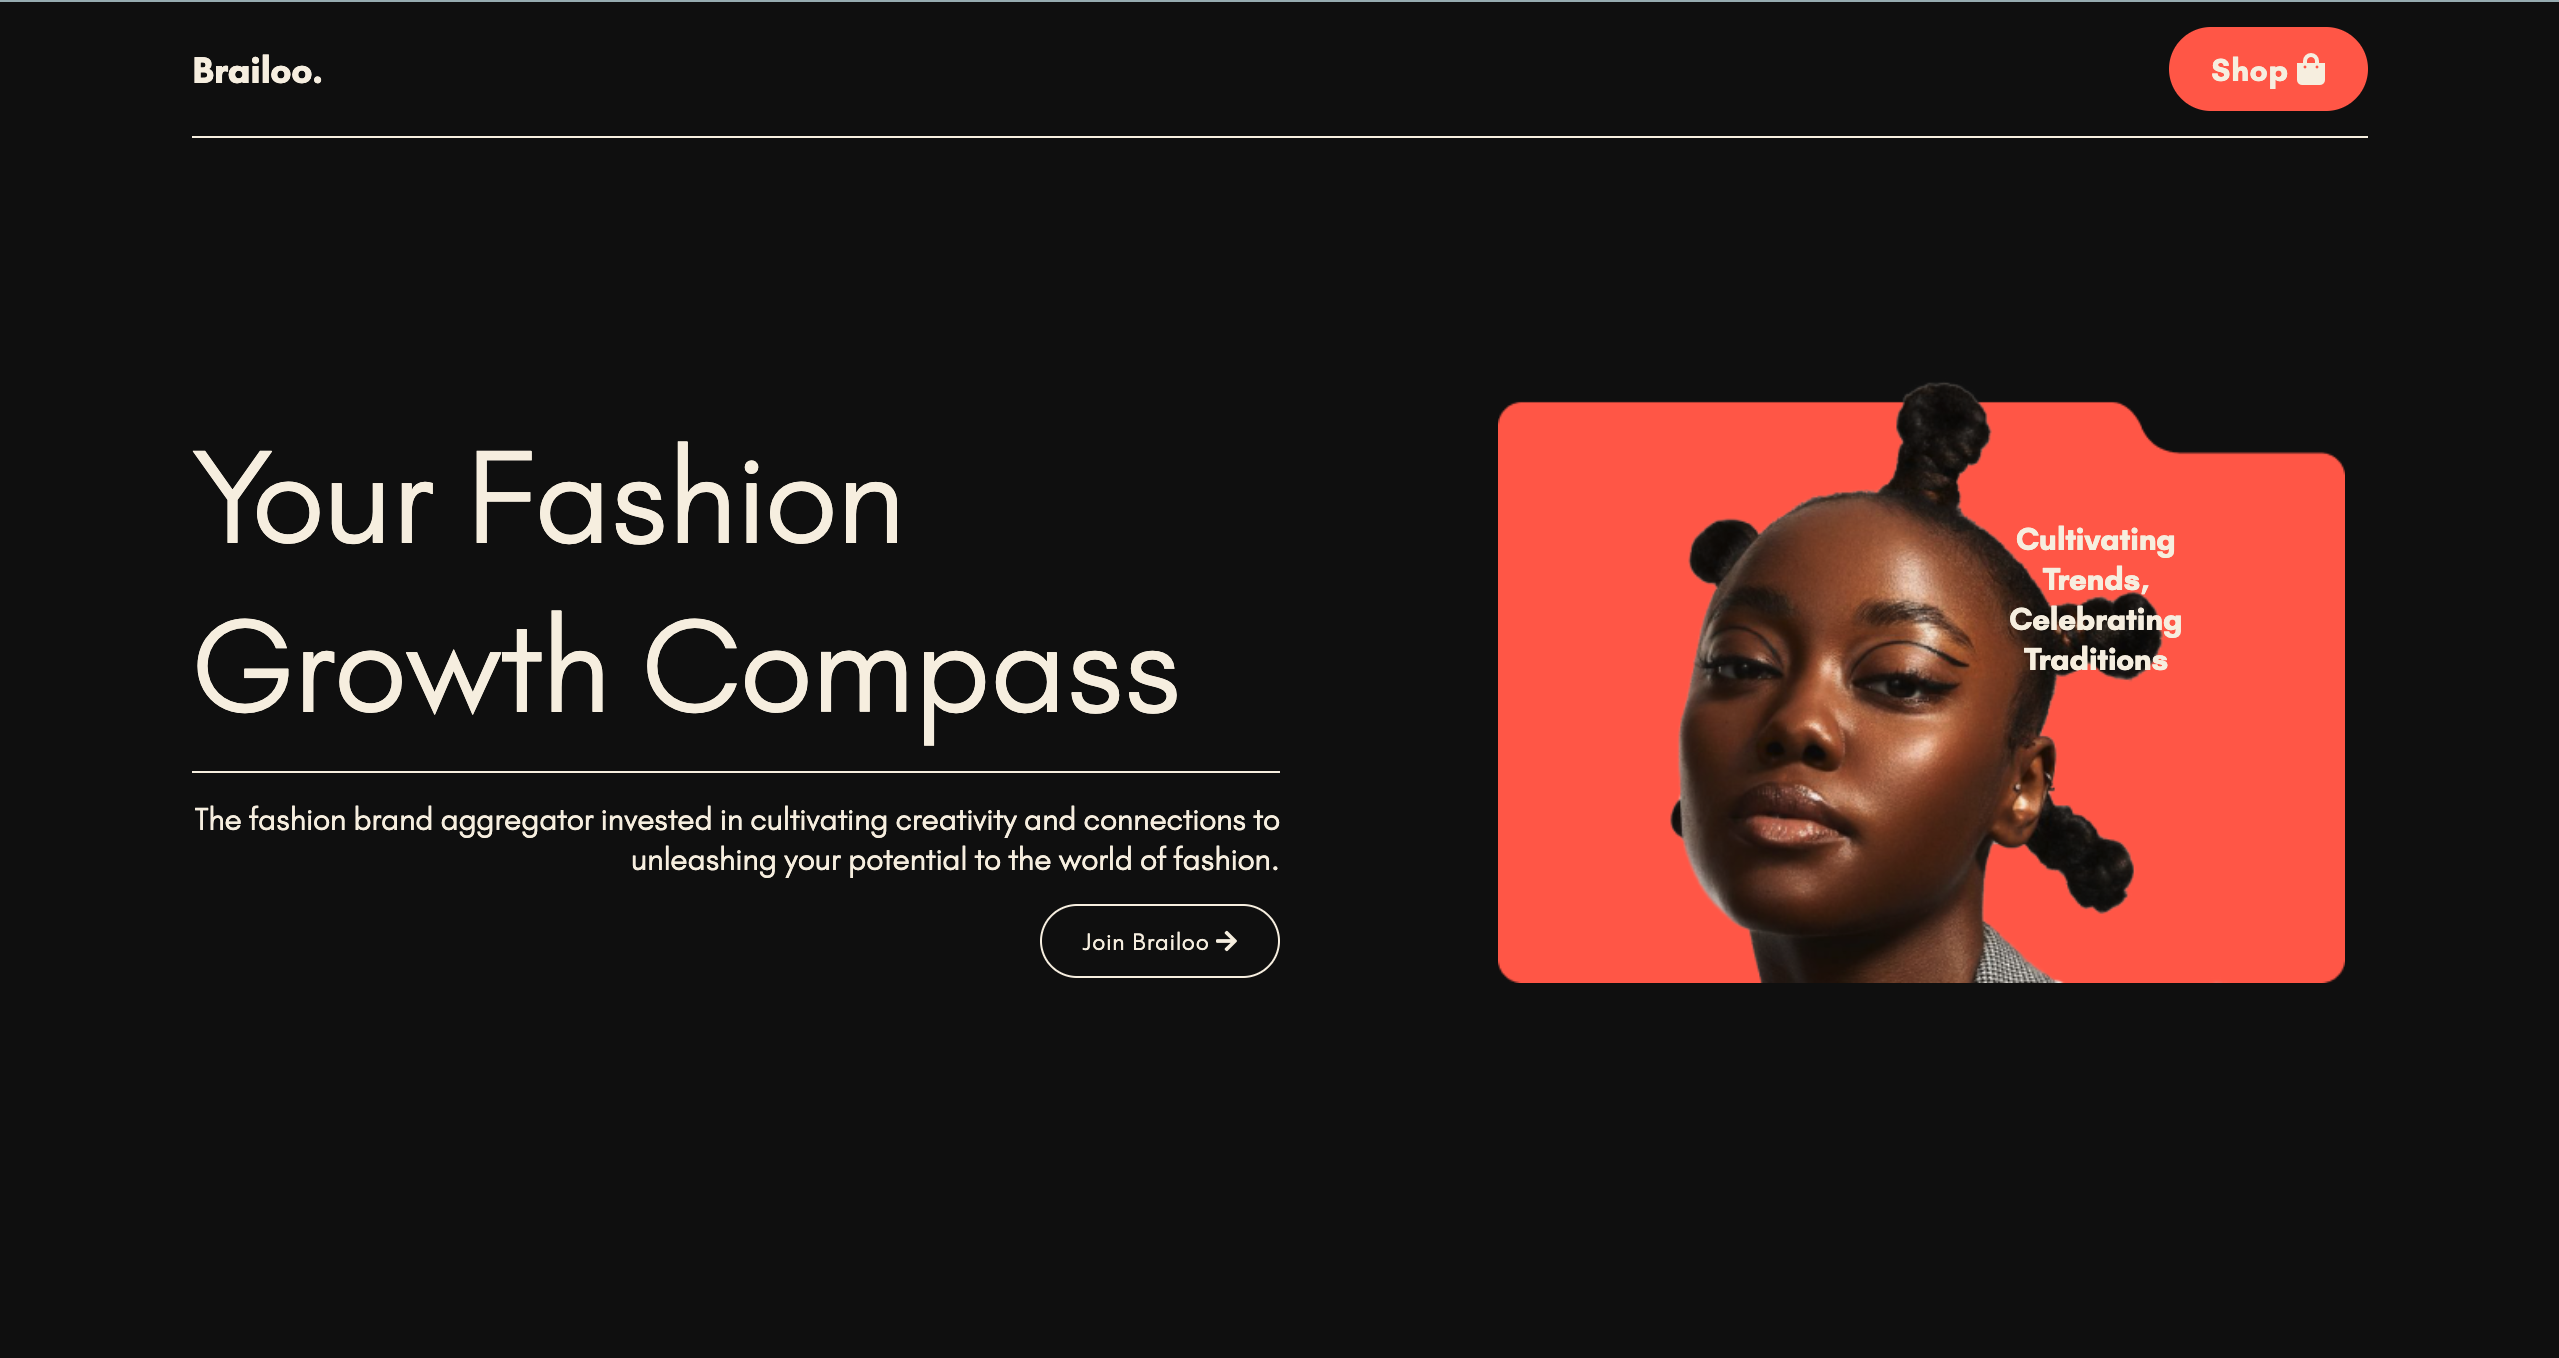 Brailoo.
Shop
Your Fashion
Growth Compass
The fashion brand aggregator invested in cultivating creativity and connections to
unleashing your potential to the world of fashion.
Join Brailoo
Cultivating
Trends,
Celebrating
Traditions